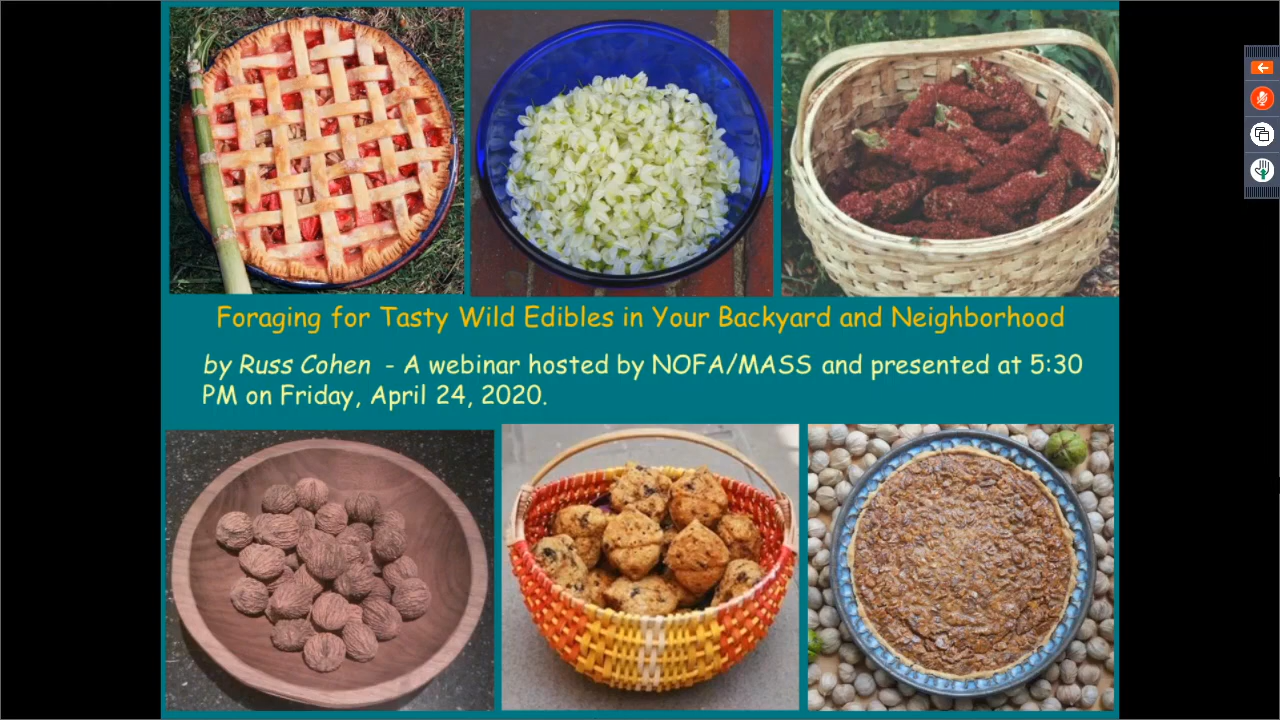 Foraging for Tasty Wild Edibles in Your Backyard and Neighborhood
by Russ Cohen - A webinar hosted by NOFA/MASS and presented at 5:30
PM on Friday, April 24, 2020.